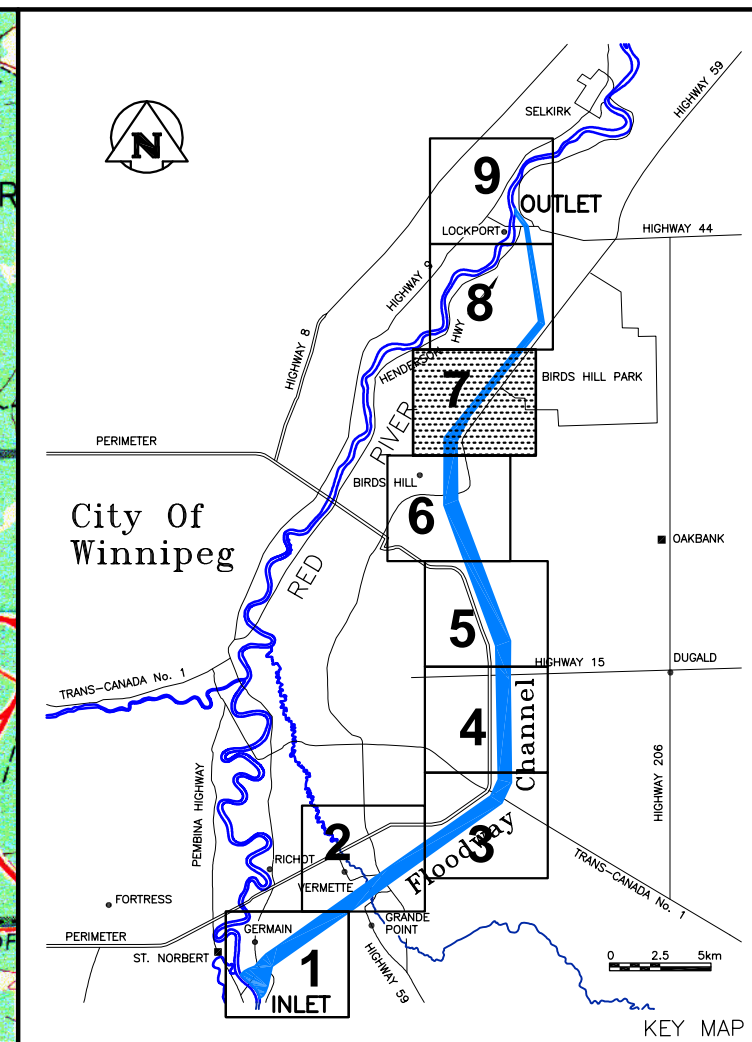 HIGHWAY 59
SELKIRK
N
9
OUTLET
LOCKPORT
HIGHWAY 44
HIGHWAY 9
8
HWY
HENDERSON
HIGHWAY 8
7
BIRDS HILL PARK
RIVER
PERIMETER
BIRDS HILL
6
City Of
Winnipeg
OAKBANK
RED
5
HIGHWAY 15
DUGALD
TRANS-CANADA No. 1
Channel
4
HIGHWAY 206
PEMBINA HIGHWAY
2
3
Floodway
RICHOT
VERMETTE
TRANS-CANADA No. 1
FORTRESS
GRANDE
POINT
GERMAIN
PERIMETER
ST. NORBERT
1
HIGHWAY 59
0 2.5 5km
INLET
KEY MAP
R